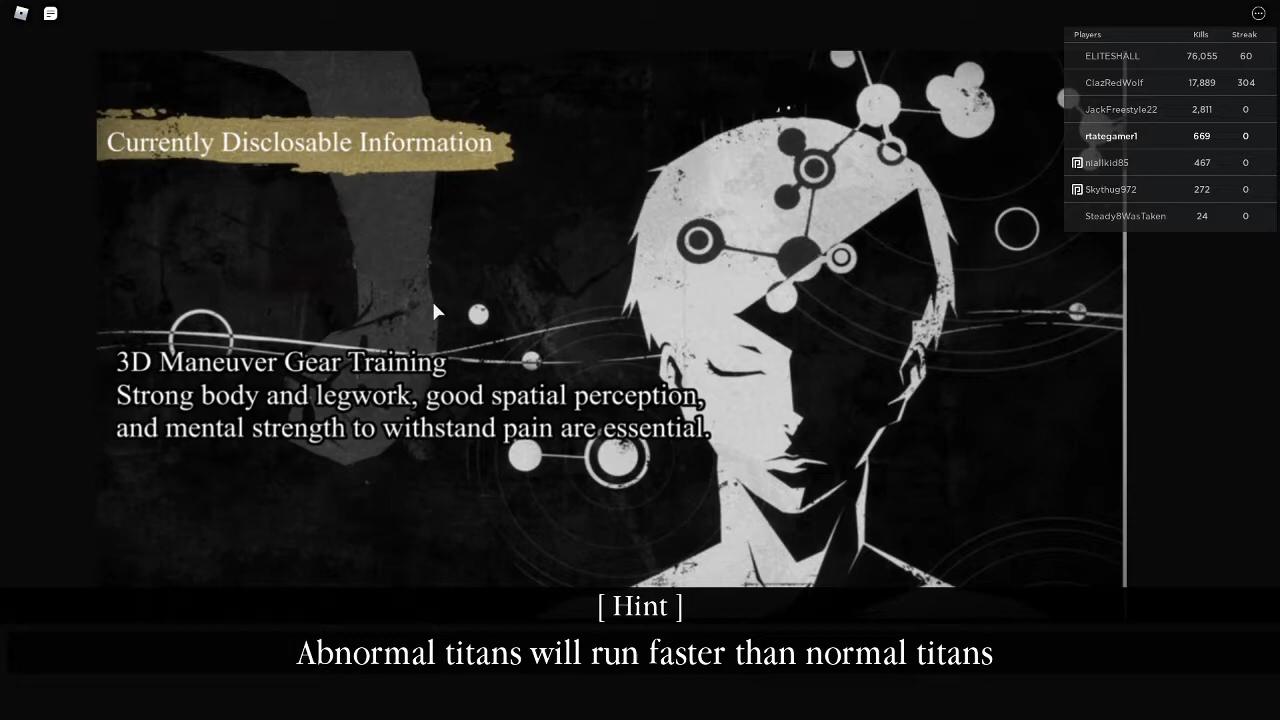 Players Kills Streak
ELITESHALL 76,055 60
ClazRedWolf 17,889 304
JackFreestyle22 2,811 0
rtategamer1 669 0
niallkid85 467 0
Skythug972 272 0
Steady8WasTaken 24 0
Currently Disclosable Information
3D Maneuver Gear Training
Strong body and legwork, good spatial perception,
and mental strength to withstand pain are essential.
[ Hint ]
Abnormal titans will run faster than normal titans